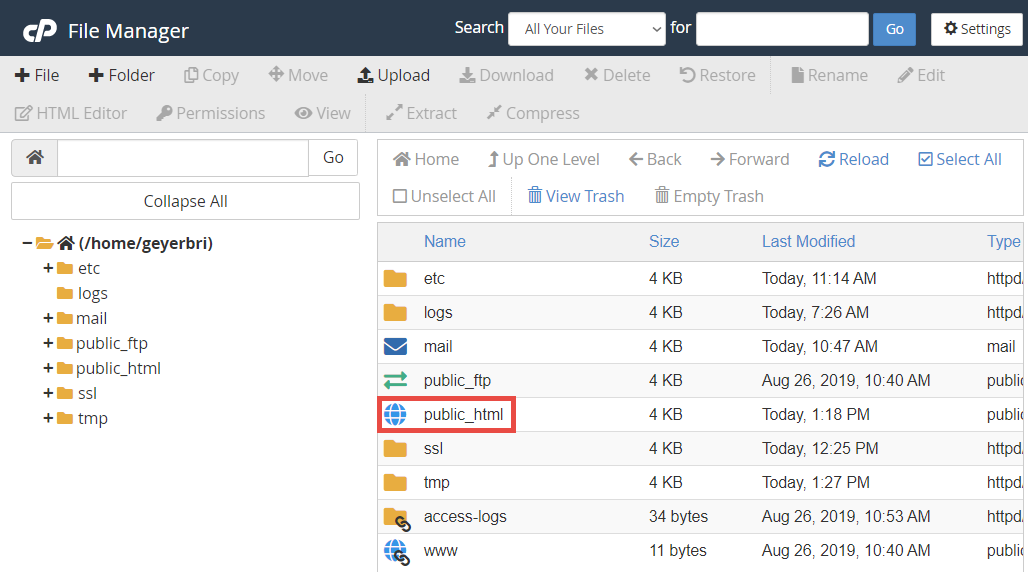 cP File Manager Search All Your Files for Go Settings
File Folder Copy Move Upload Download Delete Restore Rename Edit
HTML Editor Permissions View Extract Compress
Go
Collapse All
(/home/geyerbri)
etc
logs
mail
public_ftp
public_html
ssl
tmp
Home Up One Level Back Forward Reload Select All
Unselect All View Trash Empty Trash
Name Size Last Modified Type
etc 4 KB Today, 11:14 AM httpd/
logs 4 KB Today, 7:26 AM httpd/
mail 4 KB Today, 10:47 AM mail
public_ftp 4 KB Aug 26, 2019, 10:40 AM public
public_html 4 KB Today, 1:18 PM public
ssl 4 KB Today, 12:25 PM httpd/
tmp 4 KB Today, 1:27 PM httpd/
access-logs 34 bytes Aug 26, 2019, 10:53 AM httpd/
www 11 bytes Aug 26, 2019, 10:40 AM public